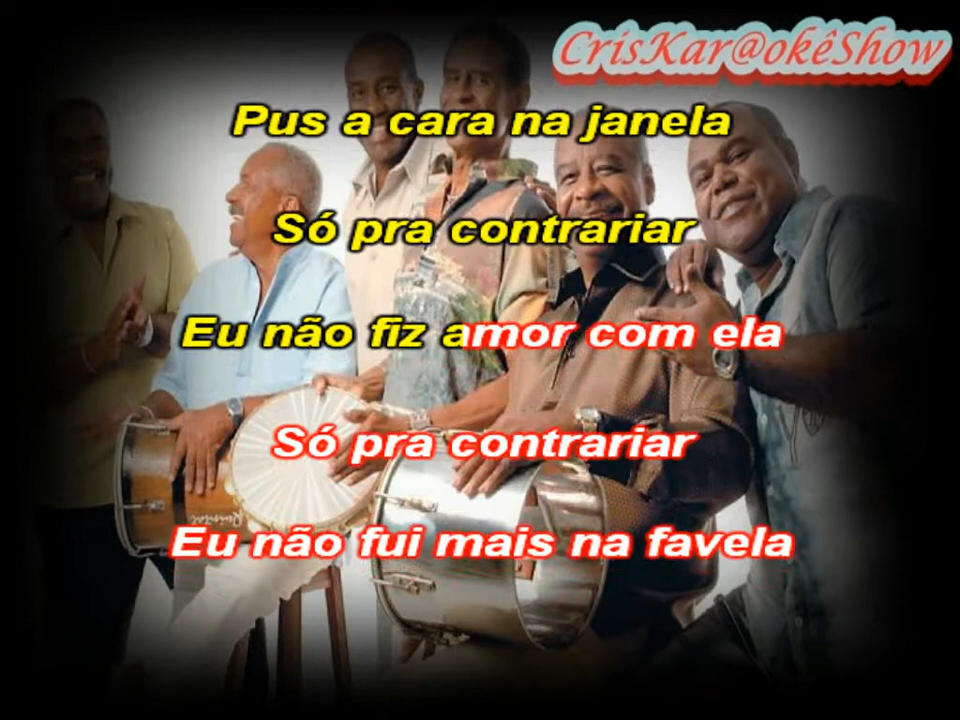 CrisKar@okêShow
Pus a cara na janela
Só pra contrariar
Eu não fiz amor com ela
Só pra contrariar
Eu não fui mais na favela